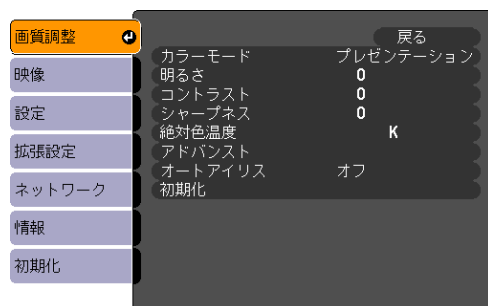 画質調整
映像
設定
拡張設定
ネットワーク
情報
初期化
戻る
カラーモード プレゼンテーション
明るさ 0
コントラスト 0
シャープネス 0
絶対色温度 K
アドバンスト
オートアイリス オフ
初期化